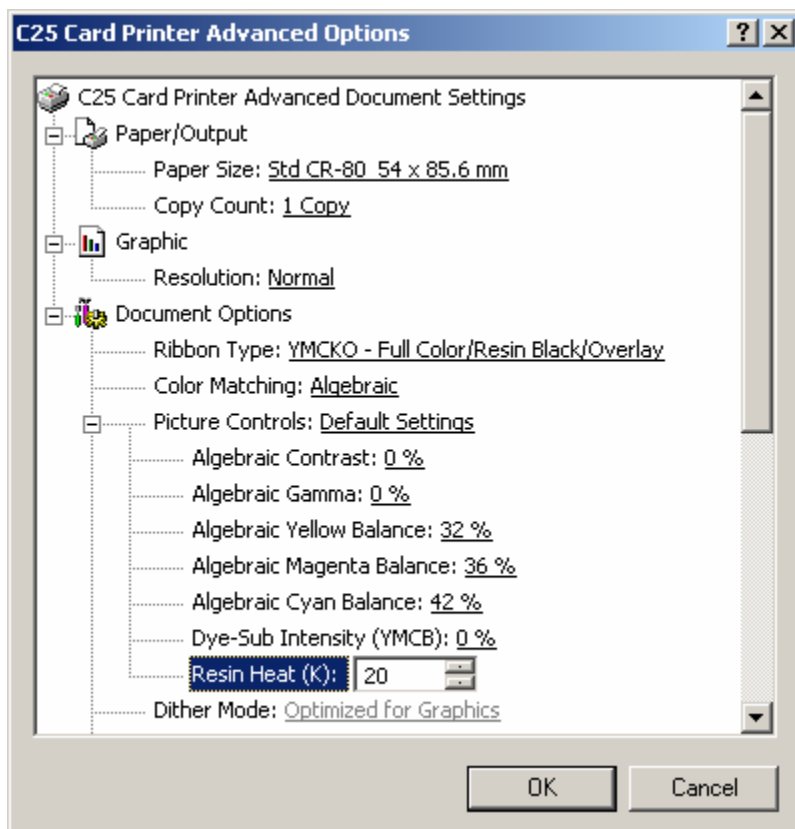 C25 Card Printer Advanced Options
C25 Card Printer Advanced Document Settings
Paper/Output
Paper Size: Std CR-80 54 x 85.6 mm
Copy Count: 1 Copy
Graphic
Resolution: Normal
Document Options
Ribbon Type: YMCKO - Full Color/Resin Black/Overlay
Color Matching: Algebraic
Picture Controls: Default Settings
Algebraic Contrast: 0 %
Algebraic Gamma: 0 %
Algebraic Yellow Balance: 32 %
Algebraic Magenta Balance: 36 %
Algebraic Cyan Balance: 42 %
Dye-Sub Intensity (YMCB): 0 %
Resin Heat (K): 20
Dither Mode: Optimized for Graphics
OK Cancel